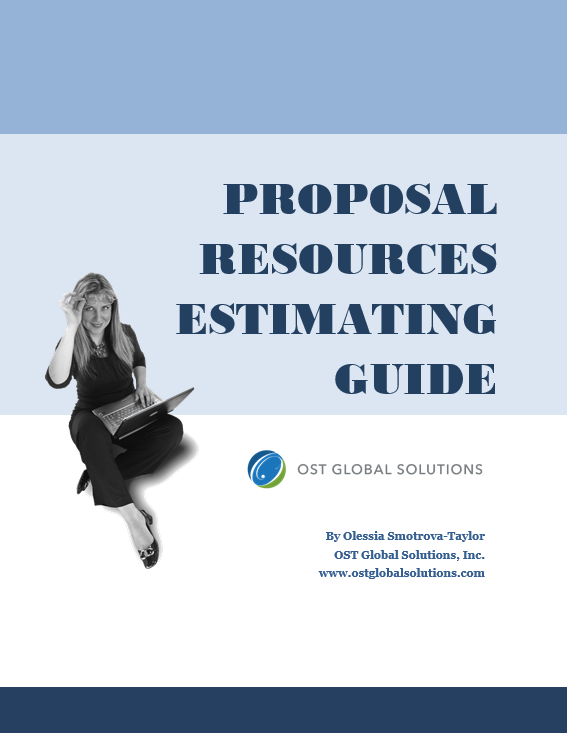 PROPOSAL
RESOURCES
ESTIMATING
GUIDE
OST GLOBAL SOLUTIONS
By Olessia Smotrova-Taylor
OST Global Solutions, Inc.
www.ostglobalsolutions.com